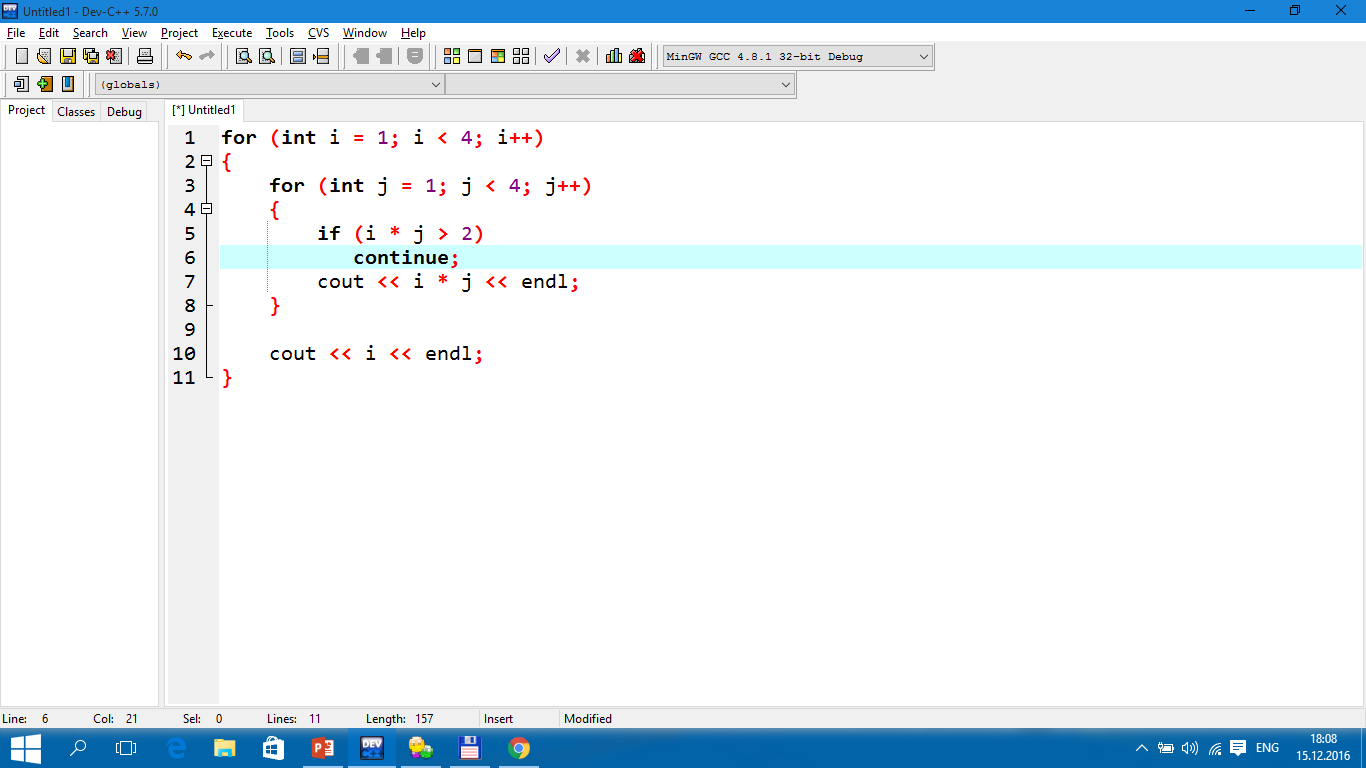 Untitled1 - Dev-C++ 5.7.0
File Edit Search View Project Execute Tools CVS Window Help
MinGW GCC 4.8.1 32-bit Debug
(globals)
Project Classes Debug [*] Untitled1
1 for (int i = 1; i < 4; i++)
2 {
3 for (int j = 1; j < 4; j++)
4 {
5 if (i * j > 2)
6 continue;
7 cout << i * j << endl;
8 }
9
10 cout << i << endl;
11 }
Line: 6 Col: 21 Sel: 0 Lines: 11 Length: 157 Insert Modified
DEV C++ ENG 18:08
15.12.2016